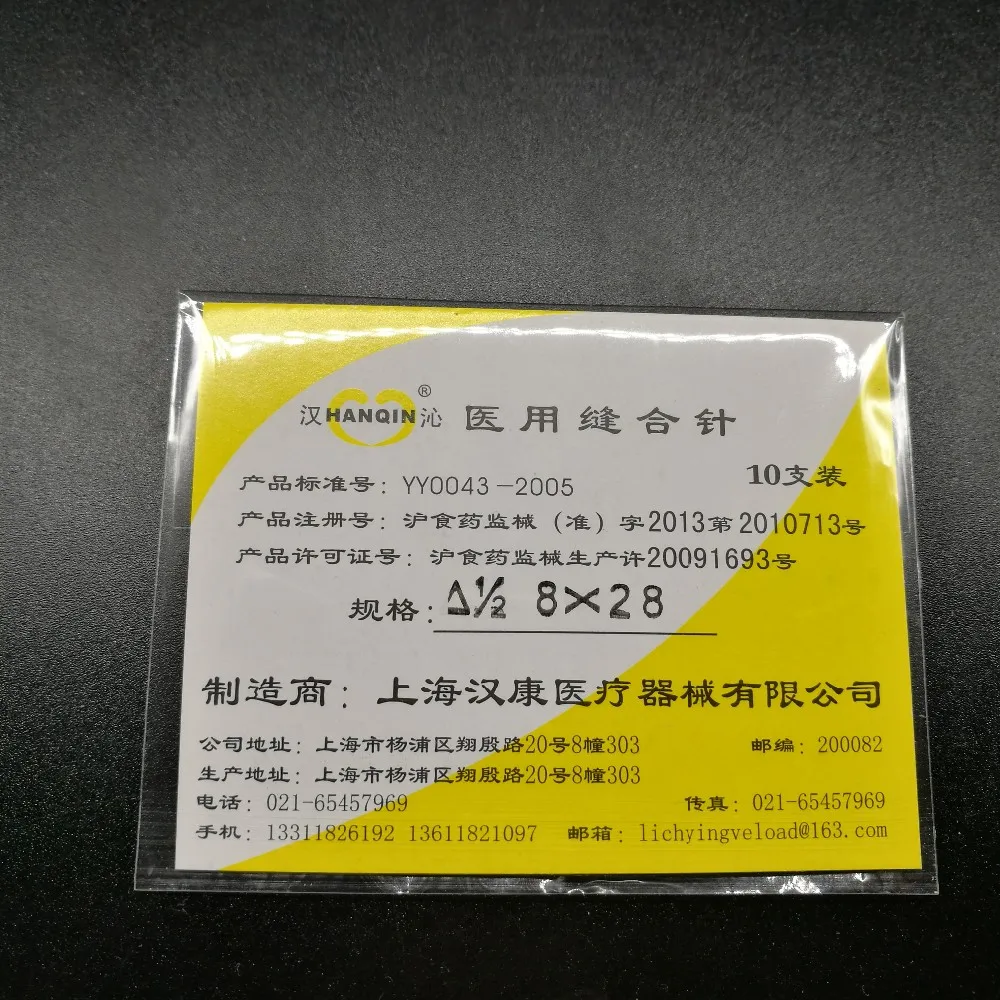 汉HANQIN沁® 医用缝合针
10支装
产品标准号：YY0043-2005
产品注册号：沪食药监械（准）字2013第2010713号
产品许可证号：沪食药监械生产许20091693号
规格：Δ½ 8×28
制造商：上海汉康医疗器械有限公司
公司地址：上海市杨浦区翔殷路20号8幢303 邮编：200082
生产地址：上海市杨浦区翔殷路20号8幢303
电话：021-65457969 传真：021-65457969
手机：13311826192 13611821097 邮箱：lichyingveload@163.com